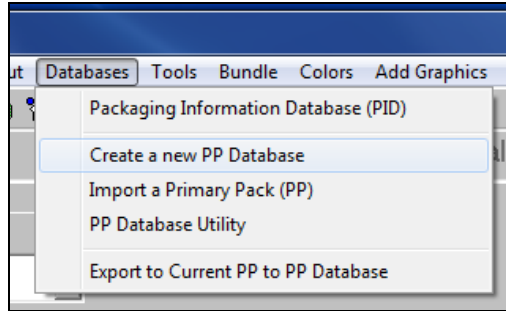 ut Databases Tools Bundle Colors Add Graphics
Packaging Information Database (PID)
Create a new PP Database
Import a Primary Pack (PP)
PP Database Utility
Export to Current PP to PP Database